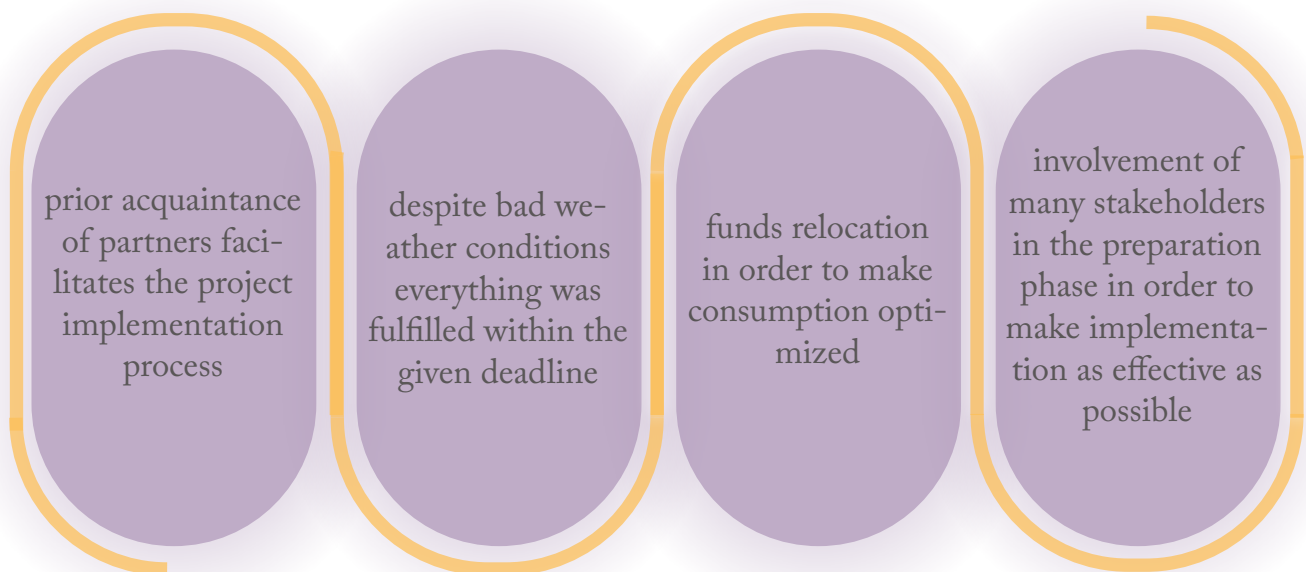 prior acquaintance
of partners faci-
litates the project
implementation
process
despite bad we-
ather conditions
everything was
fulfilled within the
given deadline
funds relocation
in order to make
consumption opti-
mized
involvement of
many stakeholders
in the preparation
phase in order to
make implementa-
tion as effective as
possible